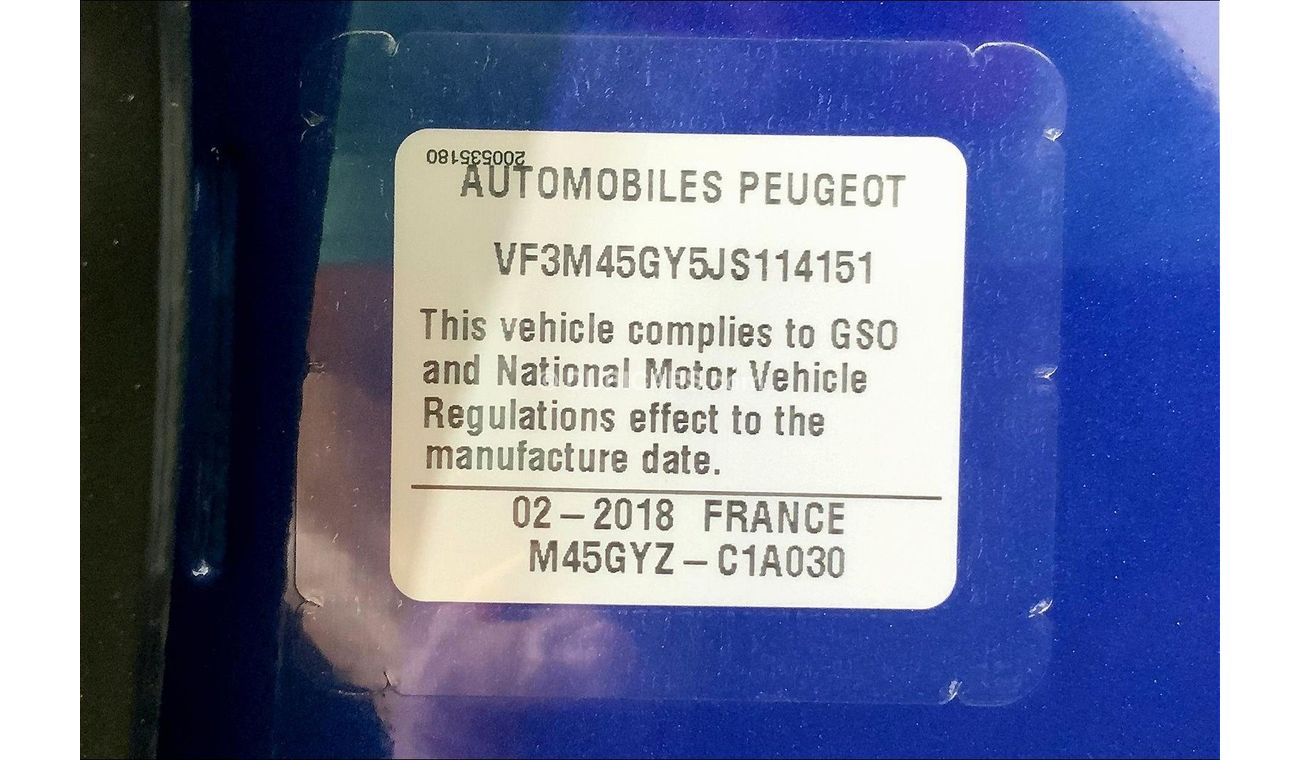 200535180
AUTOMOBILES PEUGEOT
VF3M45GY5JS114151
This vehicle complies to GSO
and National Motor Vehicle
Regulations effect to the
manufacture date.
02 – 2018 FRANCE
M45GYZ – C1A030